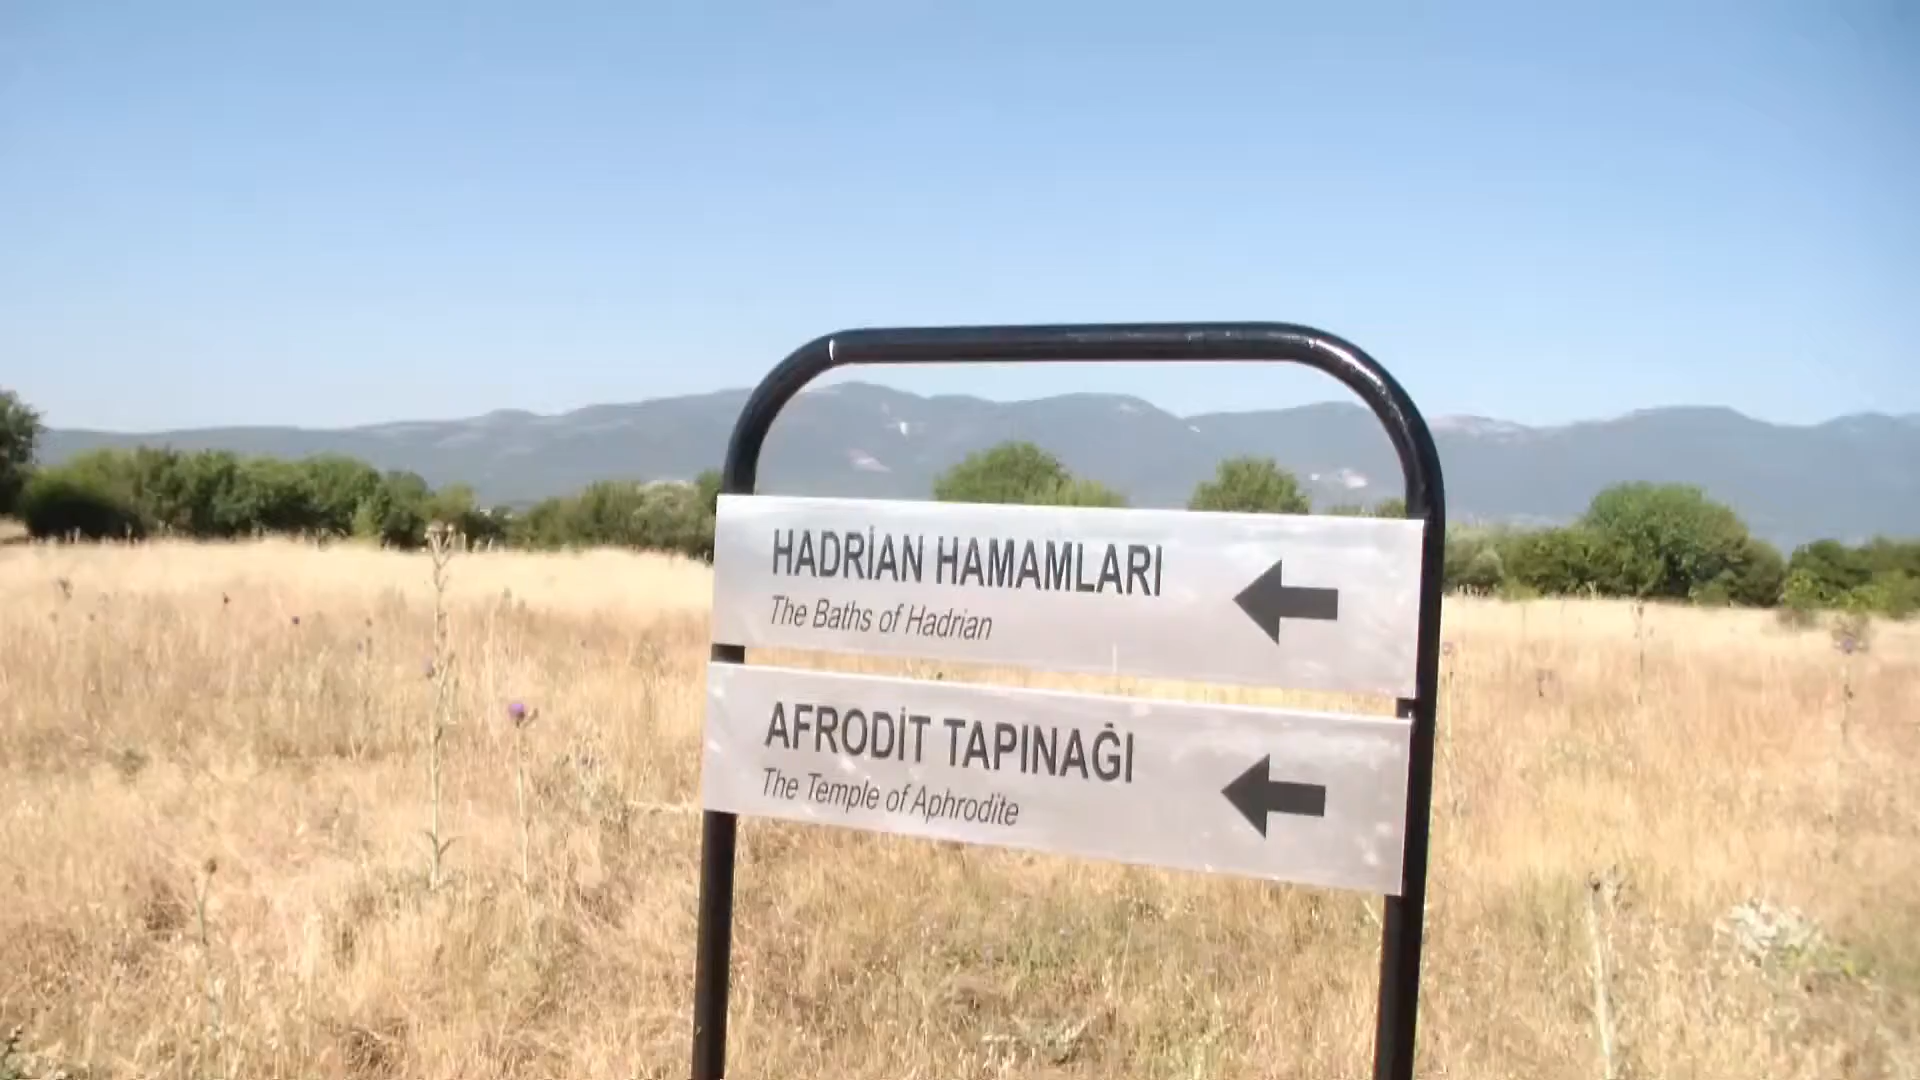 HADRİAN HAMAMLARI
The Baths of Hadrian
AFRODİT TAPINAĞI
The Temple of Aphrodite